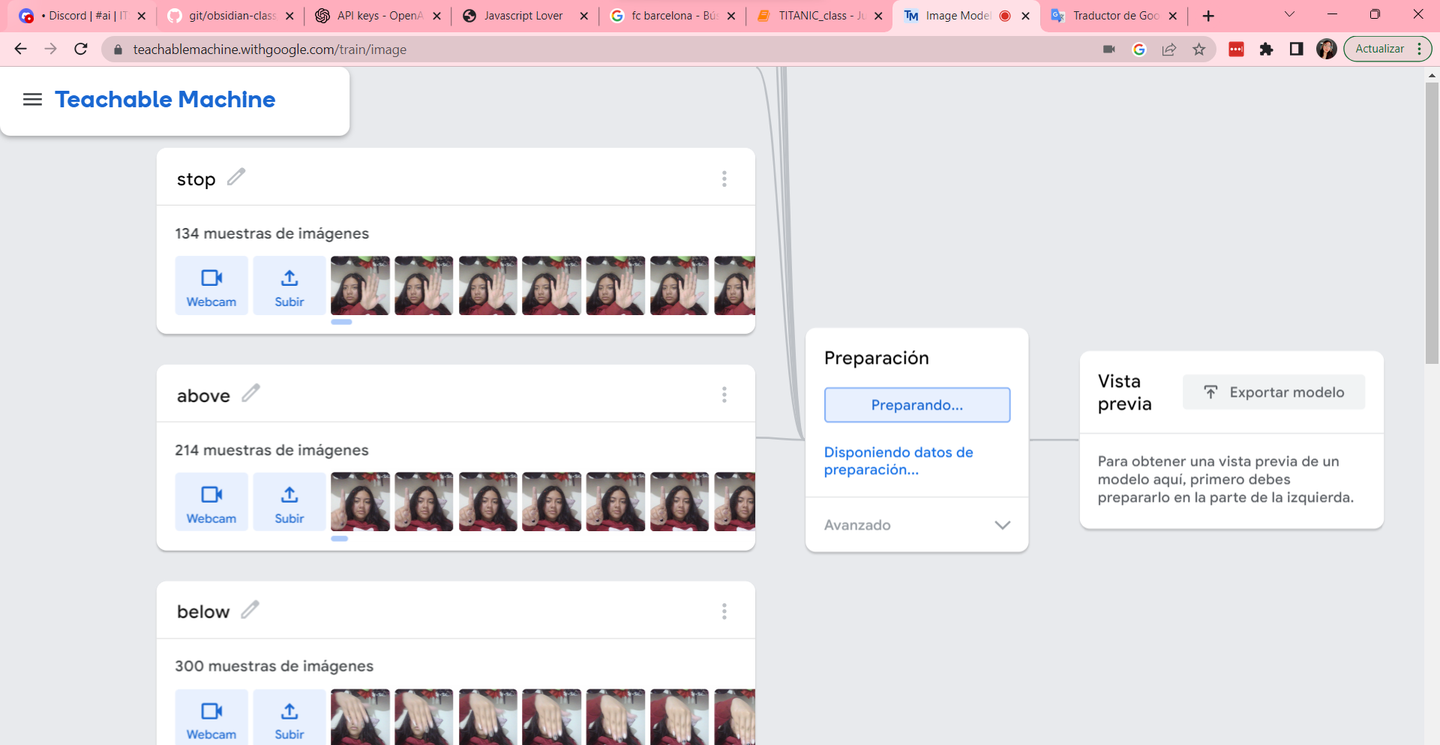 • Discord | #ai | IT
git/obsidian-class
API keys - OpenA
Javascript Lover
fc barcelona - Bús
TITANIC_class - Ju
TM
Image Model
Traductor de Goo
teachablemachine.withgoogle.com/train/image
Actualizar
Teachable Machine
stop
134 muestras de imágenes
Webcam
Subir
above
214 muestras de imágenes
Webcam
Subir
below
300 muestras de imágenes
Webcam
Subir
Preparación
Preparando...
Disponiendo datos de
preparación...
Avanzado
Vista
previa
Exportar modelo
Para obtener una vista previa de un
modelo aquí, primero debes
prepararlo en la parte de la izquierda.